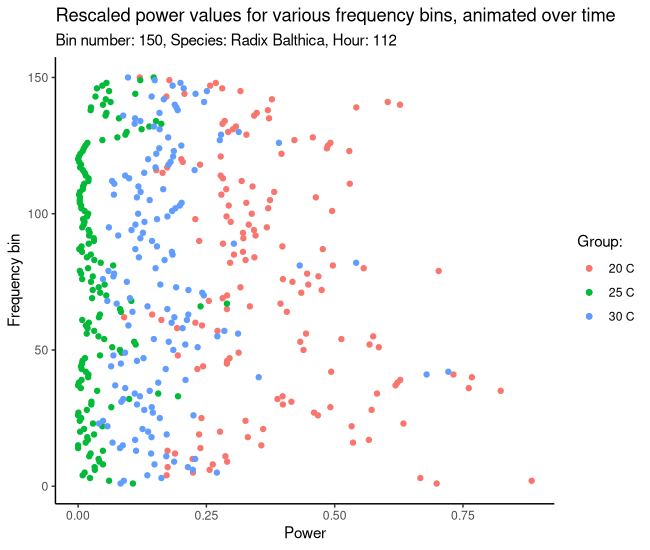 Rescaled power values for various frequency bins, animated over time
Bin number: 150, Species: Radix Balthica, Hour: 112
150
100
50
0
Frequency bin
0.00 0.25 0.50 0.75
Power
Group:
20 C
25 C
30 C